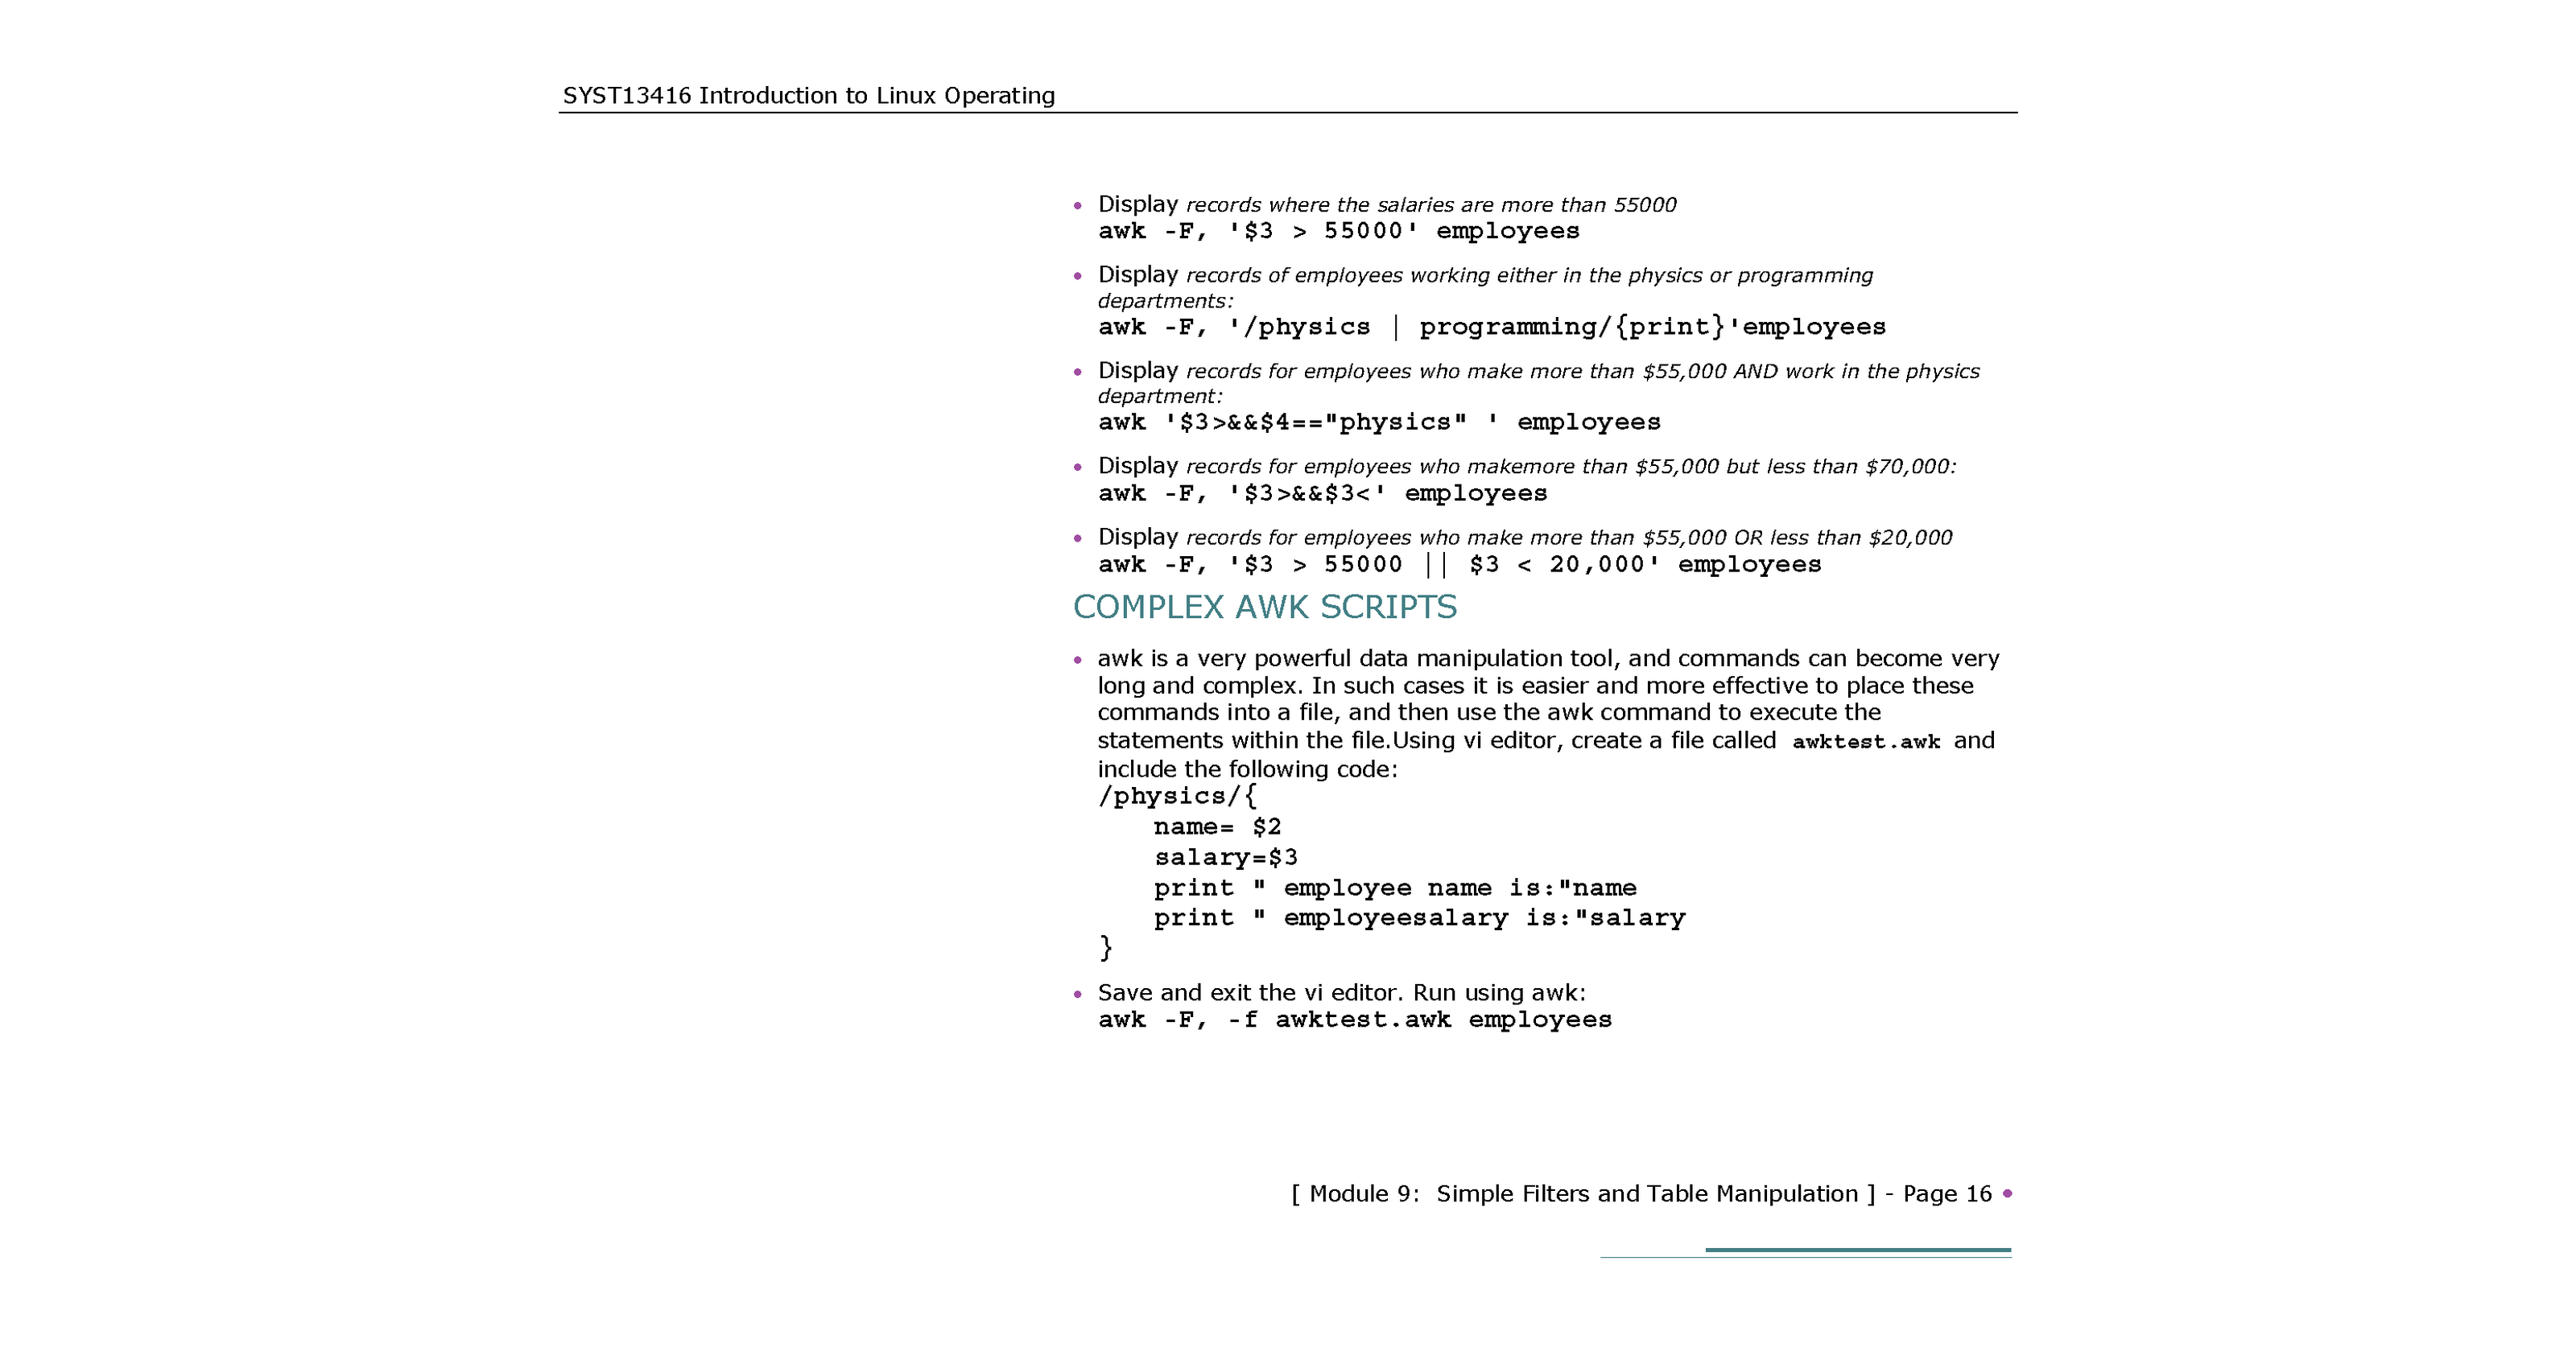 SYST13416 Introduction to Linux Operating
• Display records where the salaries are more than 55000
awk -F, '$3 > 55000' employees
• Display records of employees working either in the physics or programming
departments:
awk -F, '/physics | programming/{print}'employees
• Display records for employees who make more than $55,000 AND work in the physics
department:
awk '$3>&&$4=="physics" ' employees
• Display records for employees who makemore than $55,000 but less than $70,000:
awk -F, '$3>&&$3<' employees
• Display records for employees who make more than $55,000 OR less than $20,000
awk -F, '$3 > 55000 || $3 < 20,000' employees
COMPLEX AWK SCRIPTS
• awk is a very powerful data manipulation tool, and commands can become very
long and complex. In such cases it is easier and more effective to place these
commands into a file, and then use the awk command to execute the
statements within the file.Using vi editor, create a file called awktest.awk and
include the following code:
/physics/{
name= $2
salary=$3
print " employee name is:"name
print " employeesalary is:"salary
}
• Save and exit the vi editor. Run using awk:
awk -F, -f awktest.awk employees
[ Module 9: Simple Filters and Table Manipulation ] - Page 16 •